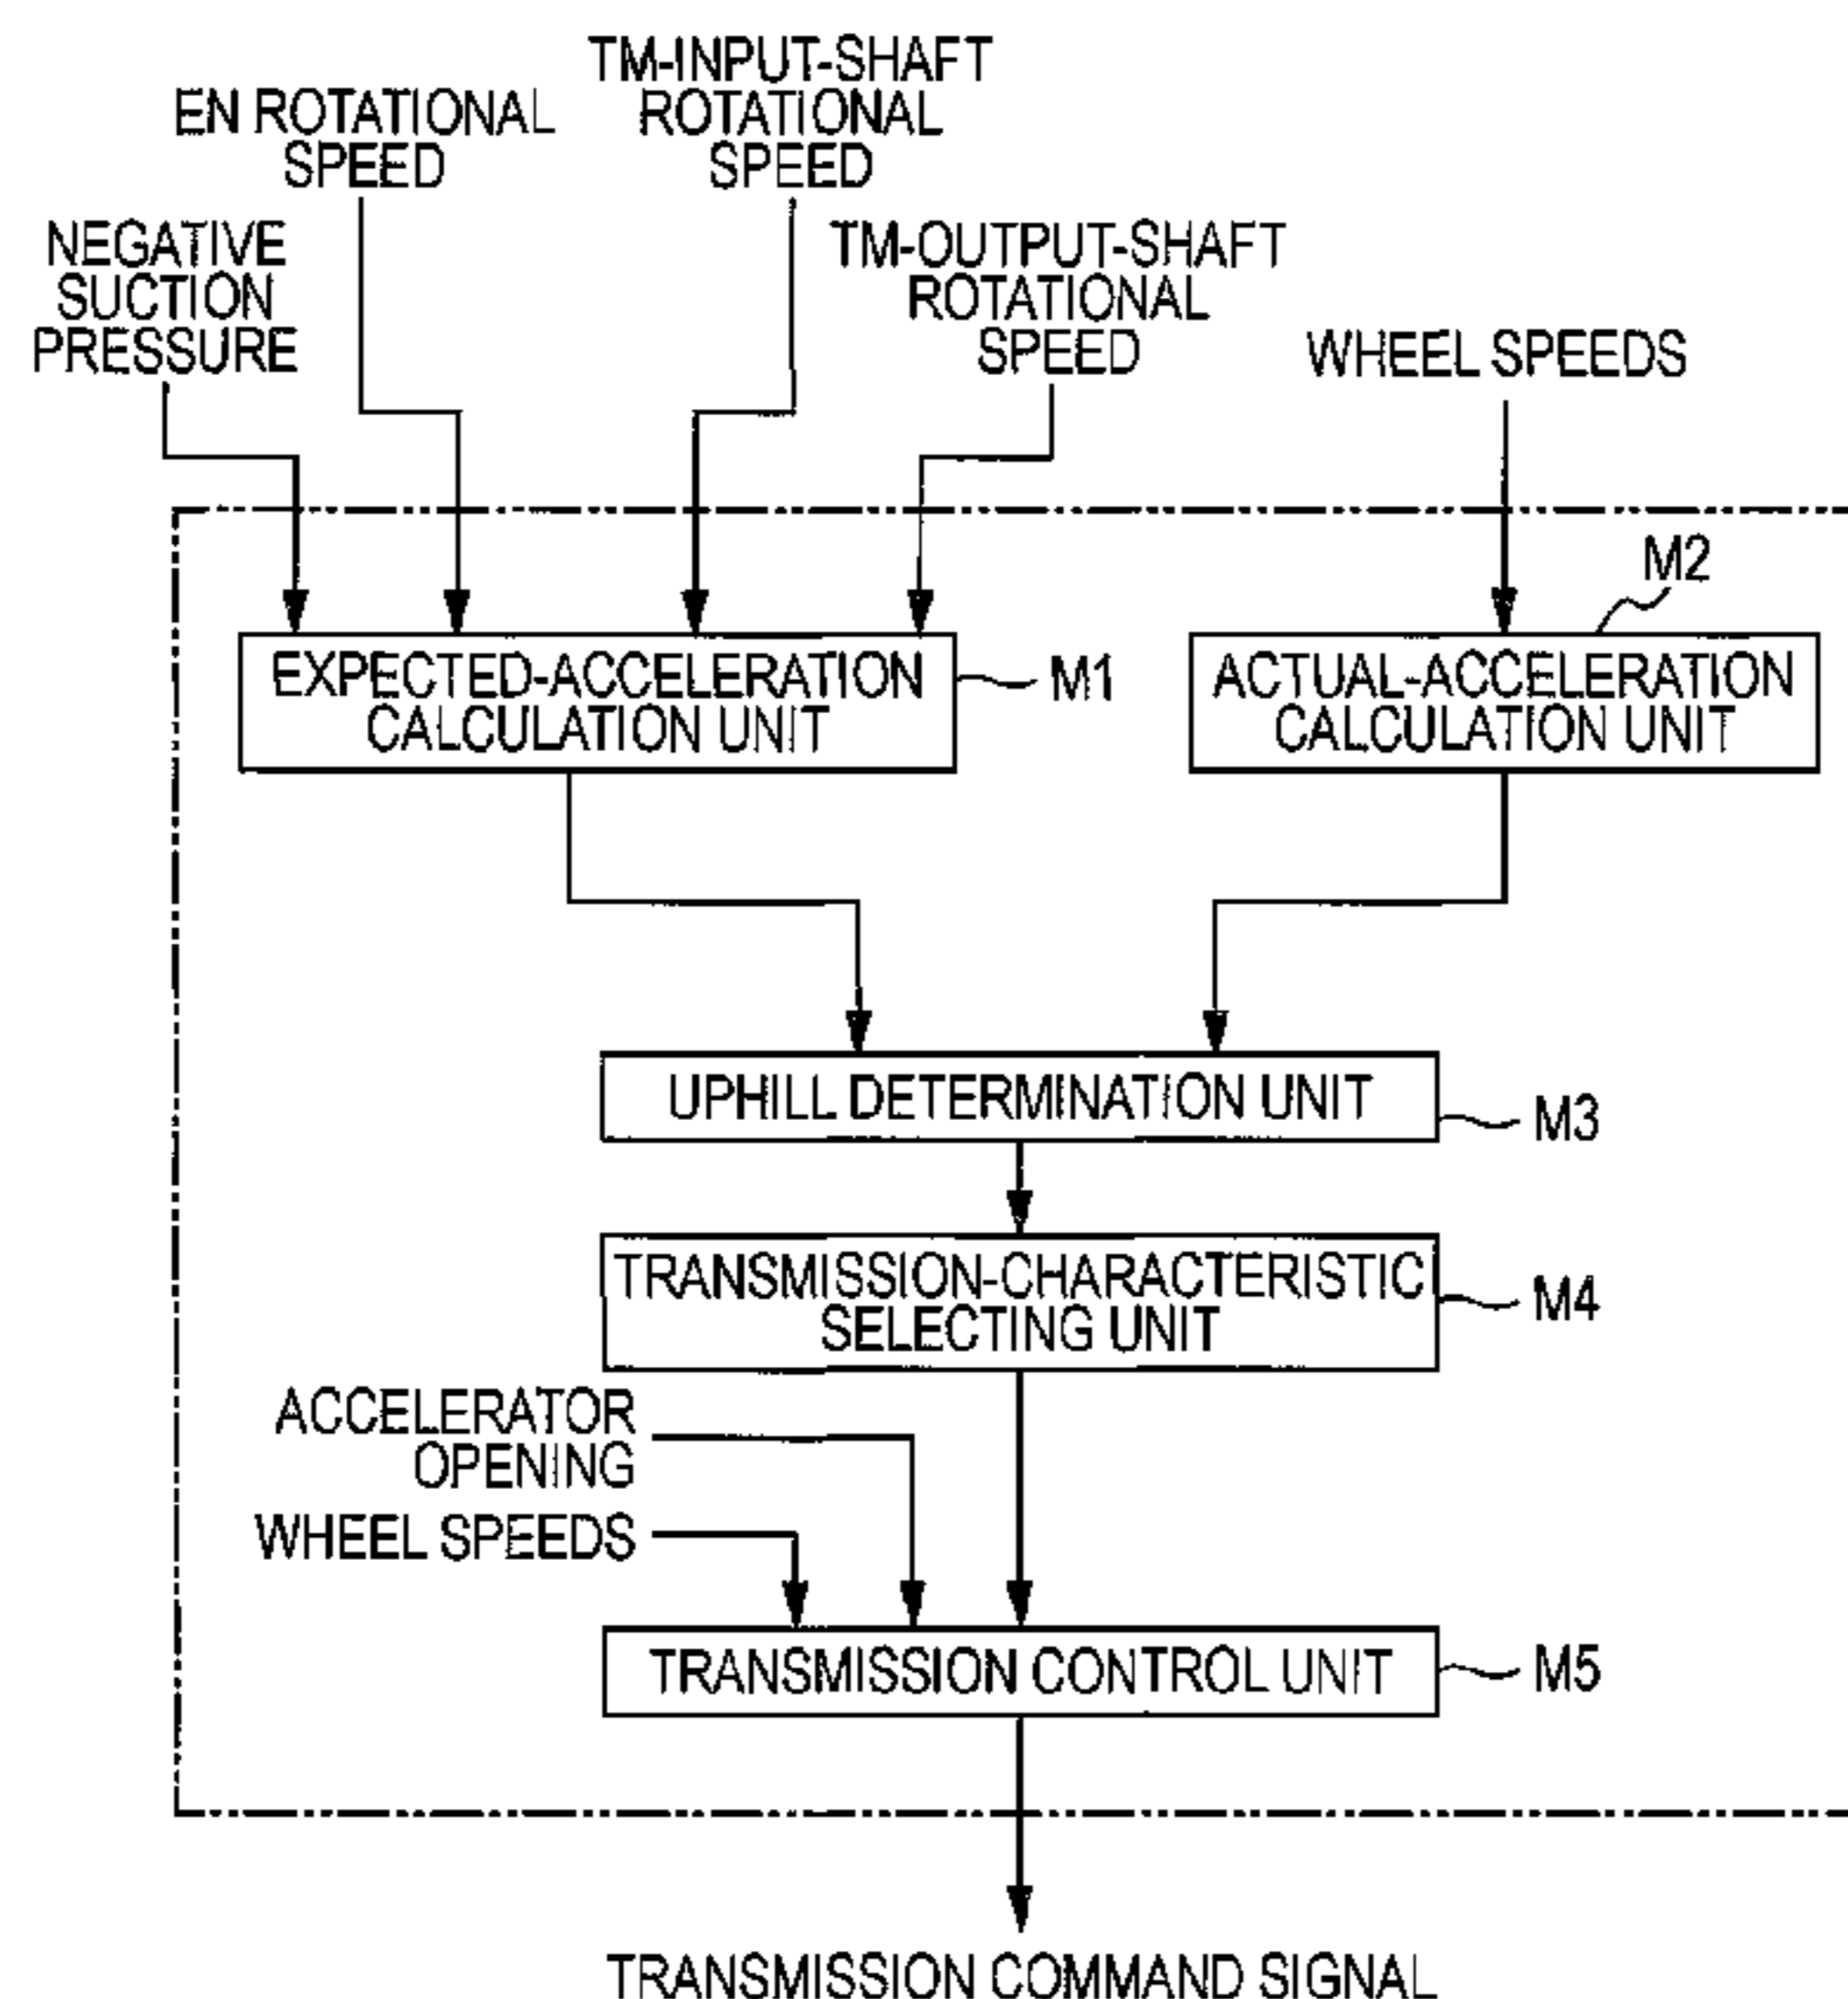 TM-INPUT-SHAFT
ROTATIONAL
SPEED
EN ROTATIONAL
SPEED
NEGATIVE
SUCTION
PRESSURE
TM-OUTPUT-SHAFT
ROTATIONAL
SPEED
WHEEL SPEEDS
M2
EXPECTED-ACCELERATION
CALCULATION UNIT
M1
ACTUAL-ACCELERATION
CALCULATION UNIT
UPHILL DETERMINATION UNIT
M3
TRANSMISSION-CHARACTERISTIC
SELECTING UNIT
M4
ACCELERATOR
OPENING
WHEEL SPEEDS
TRANSMISSION CONTROL UNIT
M5
TRANSMISSION COMMAND SIGNAL